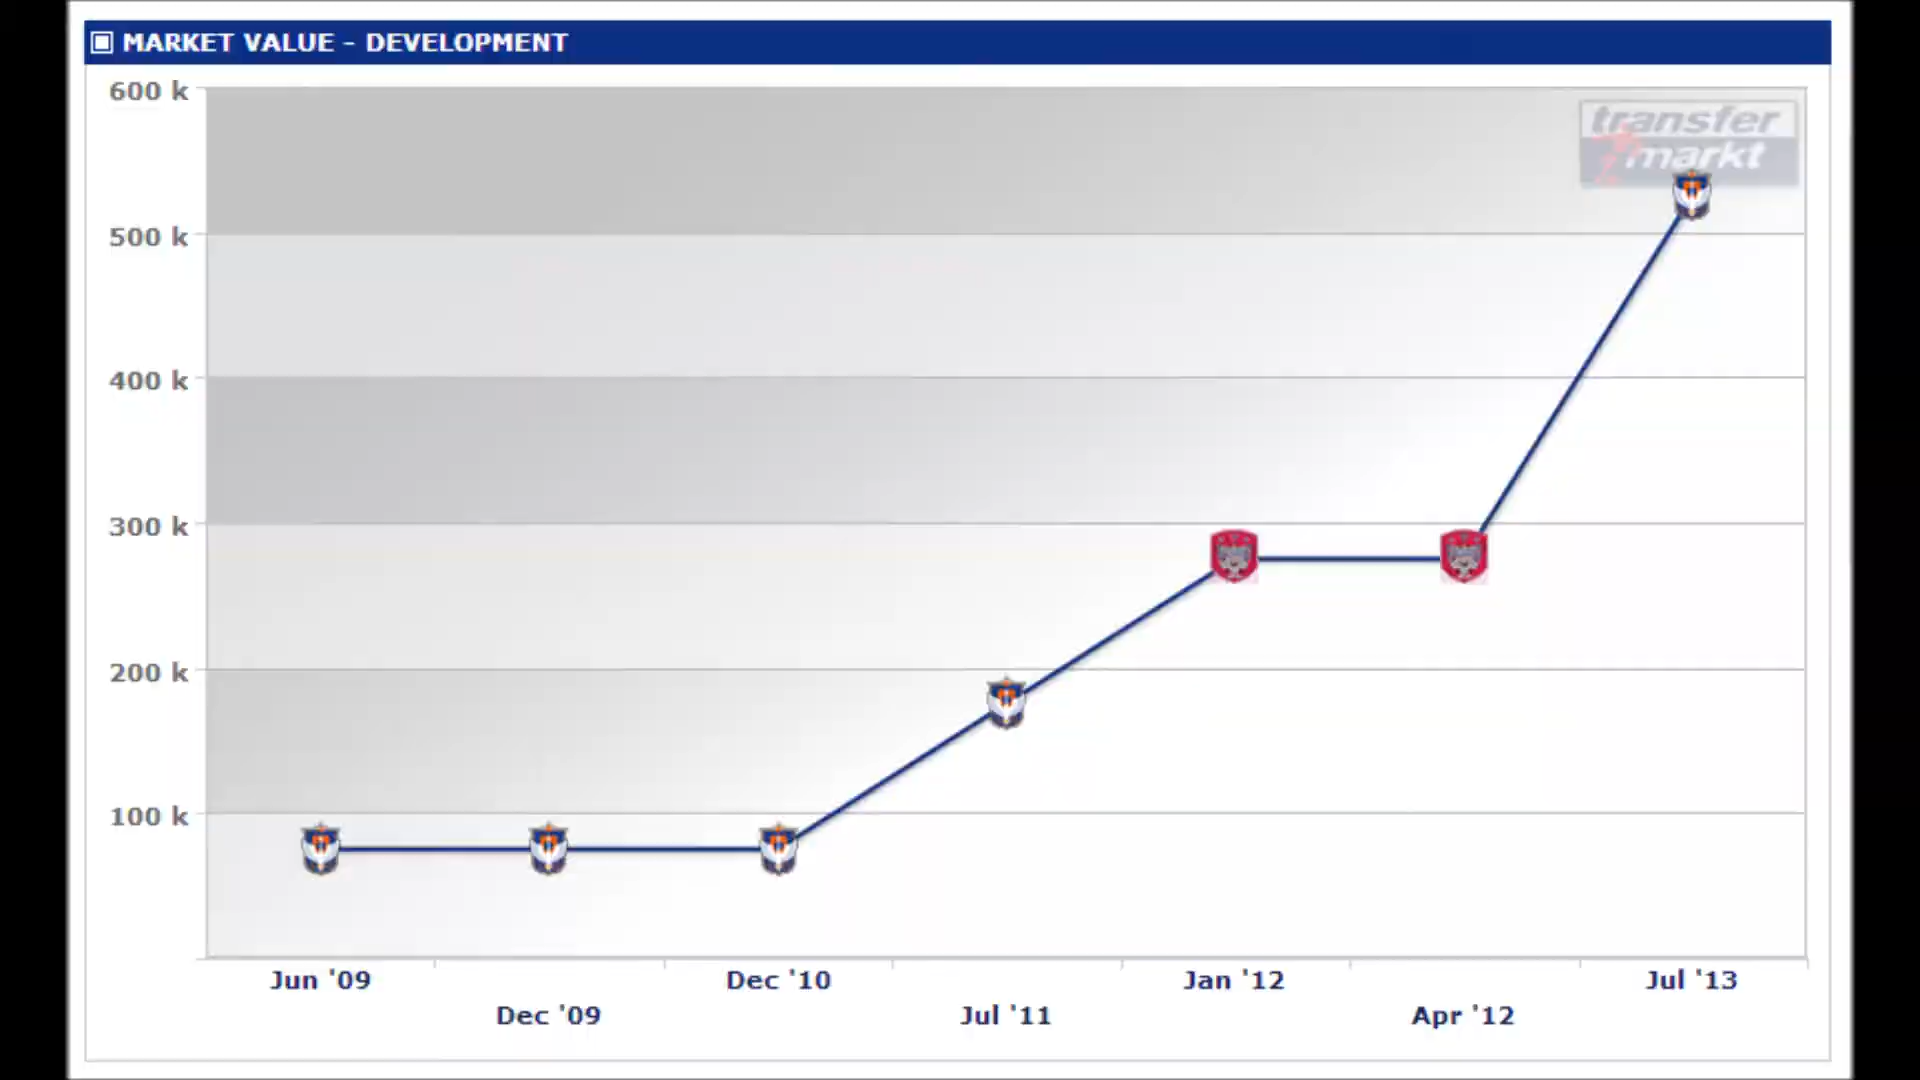 MARKET VALUE - DEVELOPMENT
600 k
transfer
markt
500 k
400 k
300 k
200 k
100 k
Jun '09
Dec '10
Jan '12
Jul '13
Dec '09
Jul '11
Apr '12